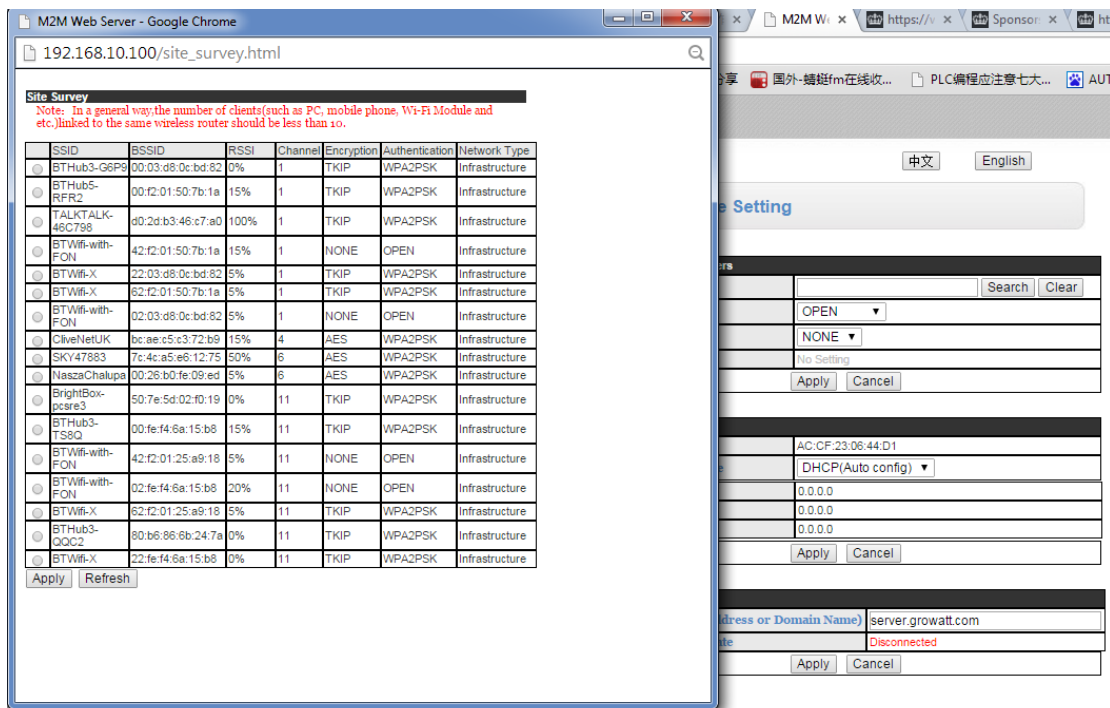 M2M Web Server - Google Chrome
192.168.10.100/site_survey.html
Site Survey
Note: In a general way,the number of clients(such as PC, mobile phone, Wi-Fi Module and
etc.)linked to the same wireless router should be less than 10.
SSID BSSID RSSI Channel Encryption Authentication Network Type
BTHub3-G6P9 00:03:d8:0c:bd:82 0% 1 TKIP WPA2PSK Infrastructure
BTHub5-
RFR2 00:f2:01:50:7b:1a 15% 1 TKIP WPA2PSK Infrastructure
TALKTALK-
46C798 d0:2d:b3:46:c7:a0 100% 1 TKIP WPA2PSK Infrastructure
BTWifi-with-
FON 42:f2:01:50:7b:1a 15% 1 NONE OPEN Infrastructure
BTWifi-X 22:03:d8:0c:bd:82 5% 1 TKIP WPA2PSK Infrastructure
BTWifi-X 62:f2:01:50:7b:1a 5% 1 TKIP WPA2PSK Infrastructure
BTWifi-with-
FON 02:03:d8:0c:bd:82 5% 1 NONE OPEN Infrastructure
CliveNetUK bc:ae:c5:c3:72:b9 15% 4 AES WPA2PSK Infrastructure
SKY47883 7c:4c:a5:e6:12:75 50% 6 AES WPA2PSK Infrastructure
NaszaChalupa 00:26:b0:fe:09:ed 5% 6 AES WPA2PSK Infrastructure
BrightBox-
pcsre3 50:7e:5d:02:f0:19 0% 11 TKIP WPA2PSK Infrastructure
BTHub3-
TS8Q 00:fe:f4:6a:15:b8 15% 11 TKIP WPA2PSK Infrastructure
BTWifi-with-
FON 42:f2:01:25:a9:18 5% 11 NONE OPEN Infrastructure
BTWifi-with-
FON 02:fe:f4:6a:15:b8 20% 11 NONE OPEN Infrastructure
BTWifi-X 62:f2:01:25:a9:18 5% 11 TKIP WPA2PSK Infrastructure
BTHub3-
QQC2 80:b6:86:6b:24:7a 0% 11 TKIP WPA2PSK Infrastructure
BTWifi-X 22:fe:f4:6a:15:b8 0% 11 TKIP WPA2PSK Infrastructure
Apply Refresh
M2M W https://v Sponsor ht
享 国外-蜻蜓fm在线收... PLC编程应注意七大... AUT
中文 English
e Setting
ers
Search Clear
OPEN
NONE
No Setting
Apply Cancel
AC:CF:23:06:44:D1
e DHCP(Auto config)
0.0.0.0
0.0.0.0
0.0.0.0
Apply Cancel
dress or Domain Name) server.growatt.com
ate Disconnected
Apply Cancel